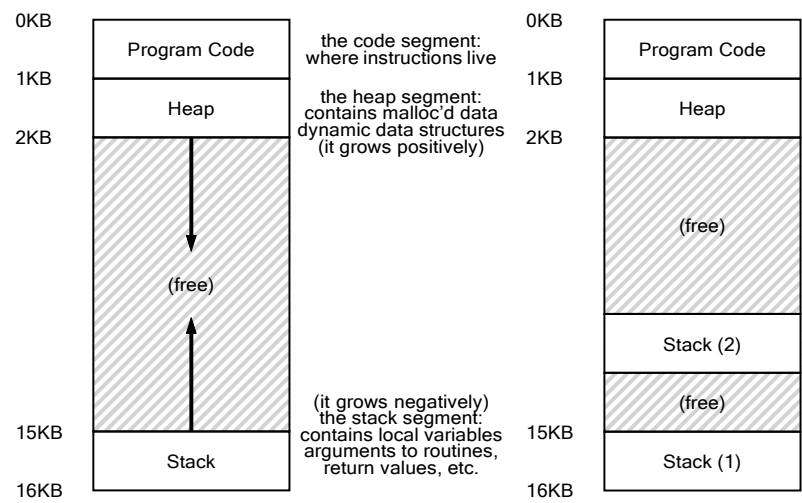 0KB
Program Code
1KB
Heap
2KB
(free)
15KB
Stack
16KB
the code segment:
where instructions live
the heap segment:
contains malloc'd data
dynamic data structures
(it grows positively)
(it grows negatively)
the stack segment:
contains local variables
arguments to routines,
return values, etc.
0KB
Program Code
1KB
Heap
2KB
(free)
Stack (2)
(free)
15KB
Stack (1)
16KB